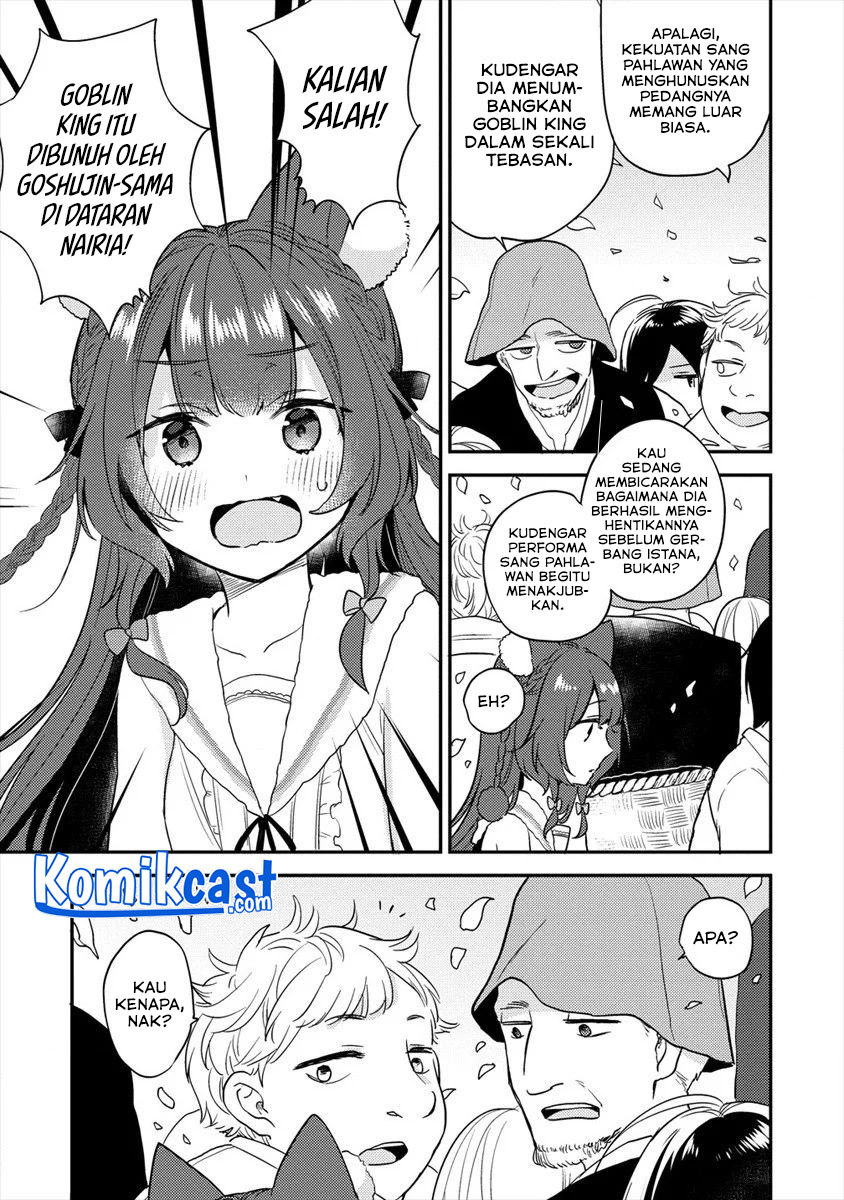 APALAGI,
KEKUATAN SANG
PAHLAWAN YANG
MENGHUNUSKAN
PEDANGNYA
MEMANG LUAR
BIASA.
KUDENGAR
DIA MENUM-
BANGKAN
GOBLIN KING
DALAM SEKALI
TEBASAN.
KAU
SEDANG
MEMBICARAKAN
BAGAIMANA DIA
BERHASIL MENG-
HENTIKANNYA
SEBELUM GER-
BANG ISTANA,
BUKAN?
KUDENGAR
PERFORMA
SANG PAHLA-
WAN BEGITU
MENAKJUB-
KAN.
EH?
KALIAN
SALAH!
GOBLIN
KING ITU
DIBUNUH OLEH
GOSHUJIN-SAMA
DI DATARAN
NAIRIA!
APA?
KAU
KENAPA,
NAK?
Komikcast
.com